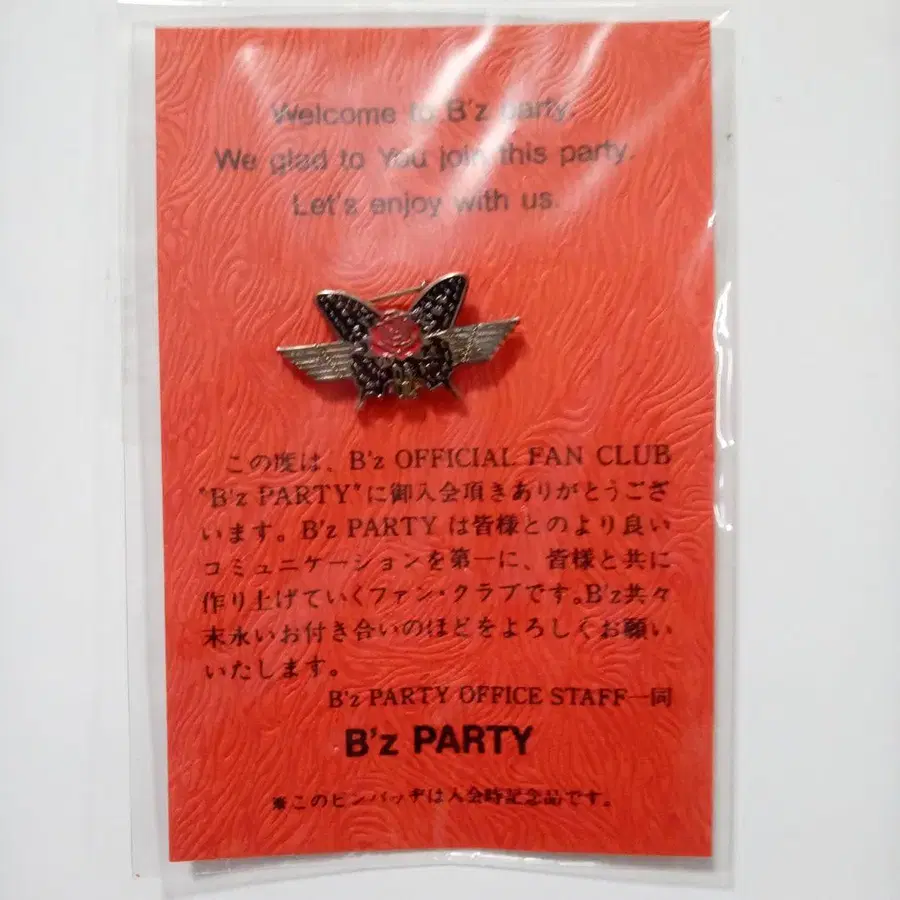 Welcome to B'z party.
We glad to You join this party.
Let's enjoy with us.
この度は、B'z OFFICIAL FAN CLUB
"B'z PARTY"に御入会頂きありがとうござ
います。B'z PARTY は皆様とのより良い
コミュニケーションを第一に、皆様と共に
作り上げていくファン・クラブです。B'z共々
末永いお付き合いのほどをよろしくお願い
いたします。
B'z PARTY OFFICE STAFF一同
B'z PARTY
※このピンバッヂは入会時記念品です。